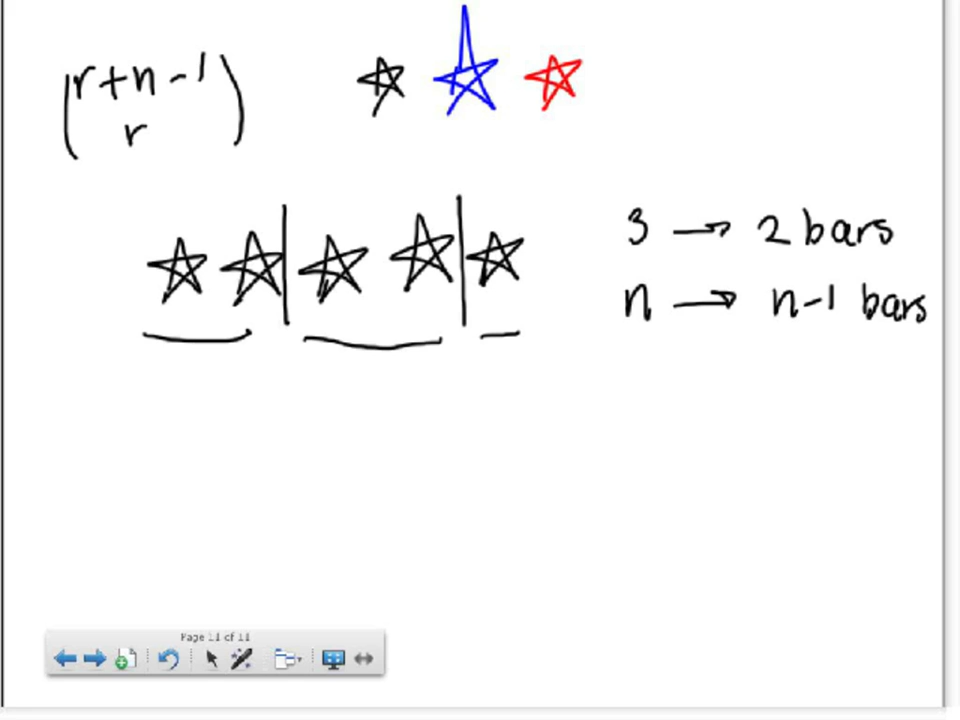 (r+n-1
r)
3 → 2 bars
n → n-1 bars
Page 11 of 11